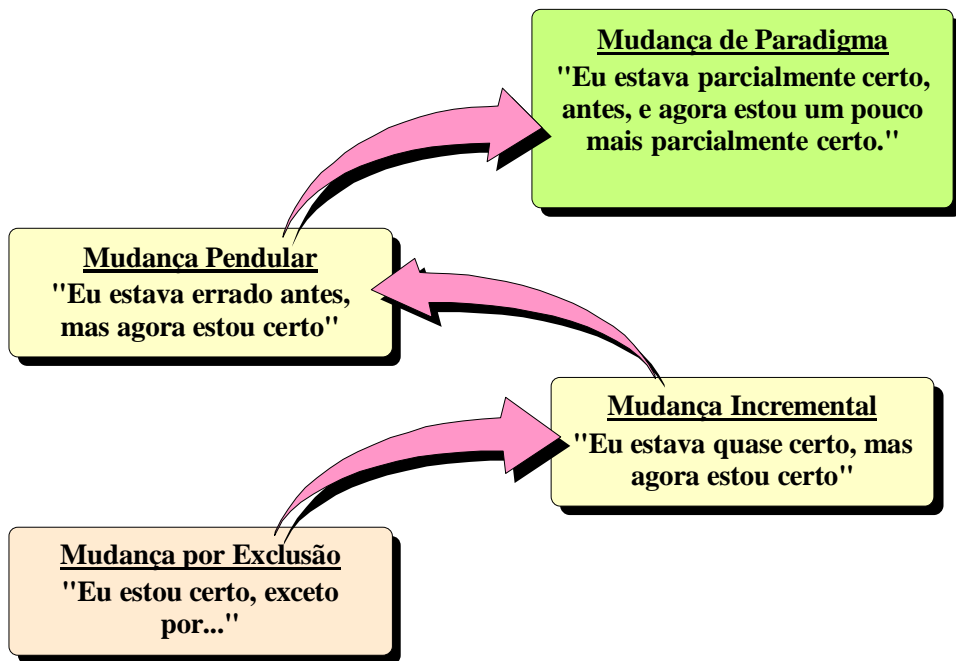 Mudança de Paradigma
"Eu estava parcialmente certo,
antes, e agora estou um pouco
mais parcialmente certo."
Mudança Pendular
"Eu estava errado antes,
mas agora estou certo"
Mudança Incremental
"Eu estava quase certo, mas
agora estou certo"
Mudança por Exclusão
"Eu estou certo, exceto
por..."